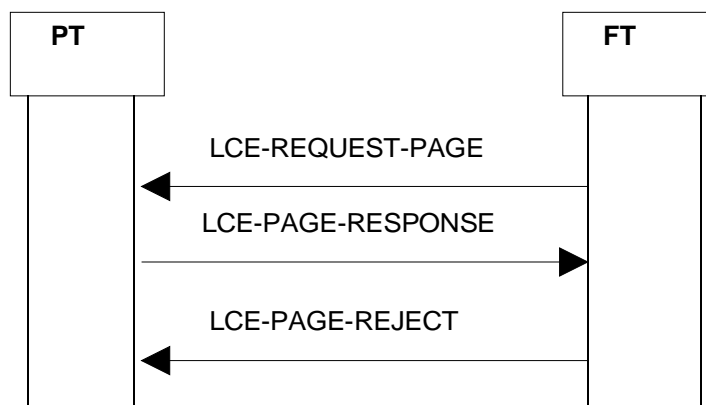 PT
FT
LCE-REQUEST-PAGE
LCE-PAGE-RESPONSE
LCE-PAGE-REJECT